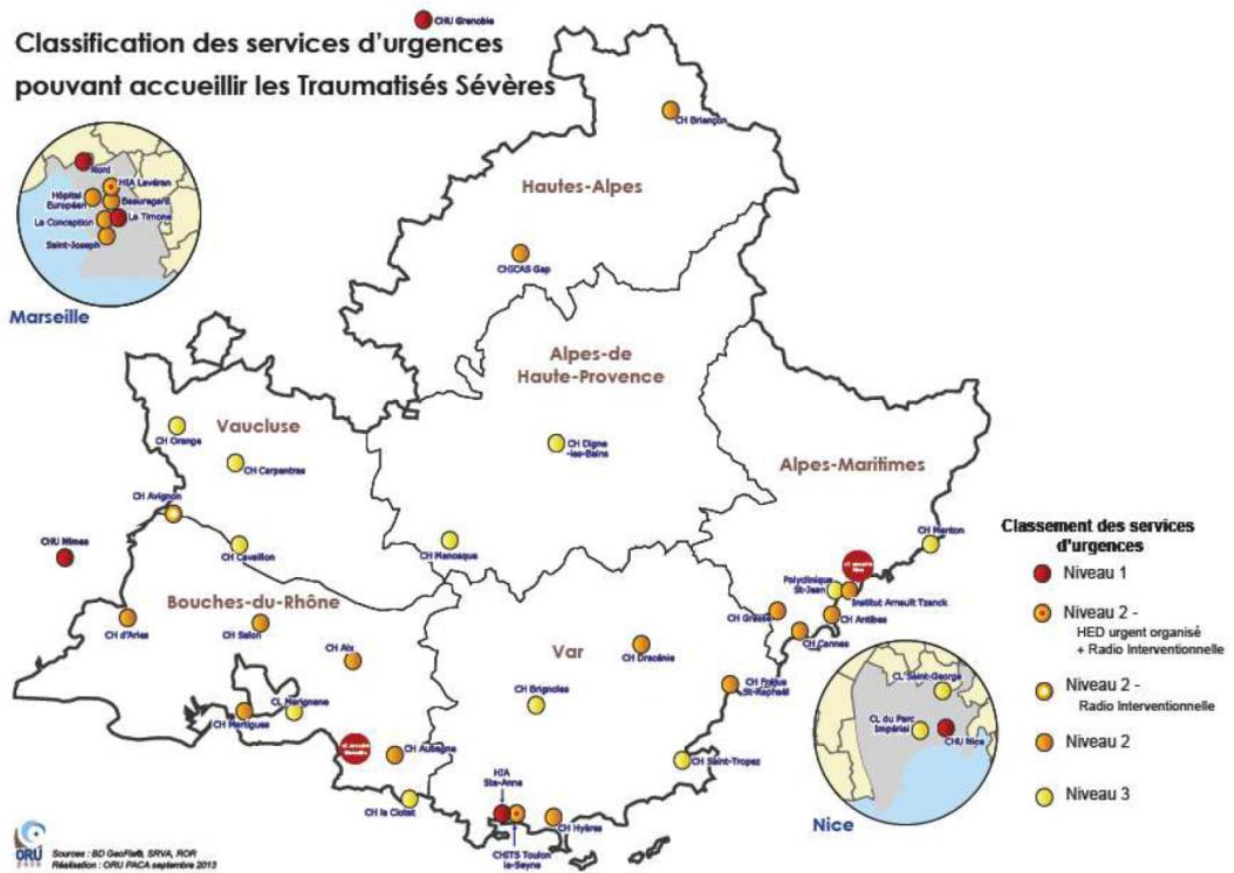 CHU Grenoble
Classification des services d'urgences
pouvant accueillir les Traumatisés Sévères
CH Briançon
Nord
HIA Lavéran
Hôpital
Européen
Beauregard
La Conception
La Timone
Saint-Joseph
Marseille
Hautes-Alpes
CHICAS Gap
Alpes-de
Haute-Provence
CH Digne
-les-Bains
Vaucluse
CH Orange
CH Carpentras
Alpes-Maritimes
CH Avignon
CHU Nîmes
CH Cavaillon
CH Manosque
CH Menton
Polyclinique
St-Jean
Institut Arnault Tzanck
CH Antibes
CH Grasse
CH Cannes
Bouches-du-Rhône
CH d'Arles
CH Salon
CH Aix
CL Marignane
CH Martigues
CH Aubagne
CH la Ciotat
Var
CH Dracénie
CH Brignoles
CH Fréjus
St-Raphaël
CH Saint-Tropez
HIA
Ste-Anne
CH Hyères
CHITS Toulon
la-Seyne
CL Saint-George
CL du Parc
Impérial
CHU Nice
Nice
Classement des services
d'urgences
Niveau 1
Niveau 2 -
HED urgent organisé
+ Radio Interventionnelle
Niveau 2 -
Radio Interventionnelle
Niveau 2
Niveau 3
ORU
PACA
Sources : BD GeoFla®, SRVA, ROR
Réalisation : ORU PACA septembre 2013